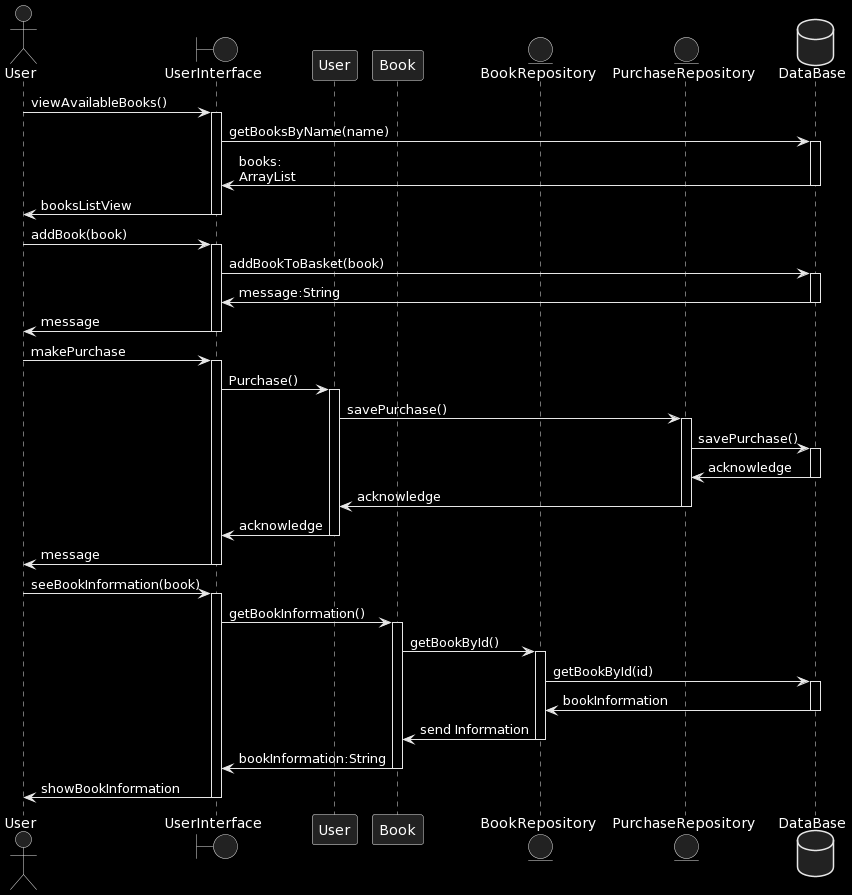 User
UserInterface
User
Book
BookRepository
PurchaseRepository
DataBase
viewAvailableBooks()
getBooksByName(name)
books:
ArrayList
booksListView
addBook(book)
addBookToBasket(book)
message:String
message
makePurchase
Purchase()
savePurchase()
savePurchase()
acknowledge
acknowledge
acknowledge
message
seeBookInformation(book)
getBookInformation()
getBookById()
getBookById(id)
bookInformation
send Information
bookInformation:String
showBookInformation
User
UserInterface
User
Book
BookRepository
PurchaseRepository
DataBase